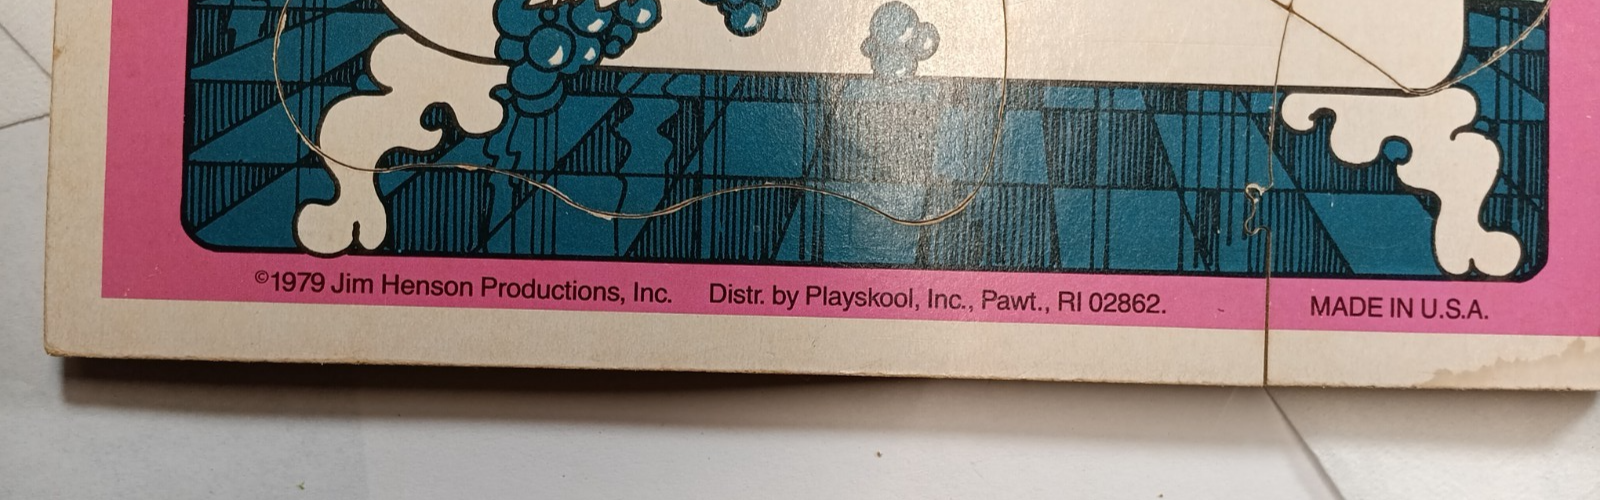 ©1979 Jim Henson Productions, Inc. Distr. by Playskool, Inc., Pawt., RI 02862. MADE IN U.S.A.